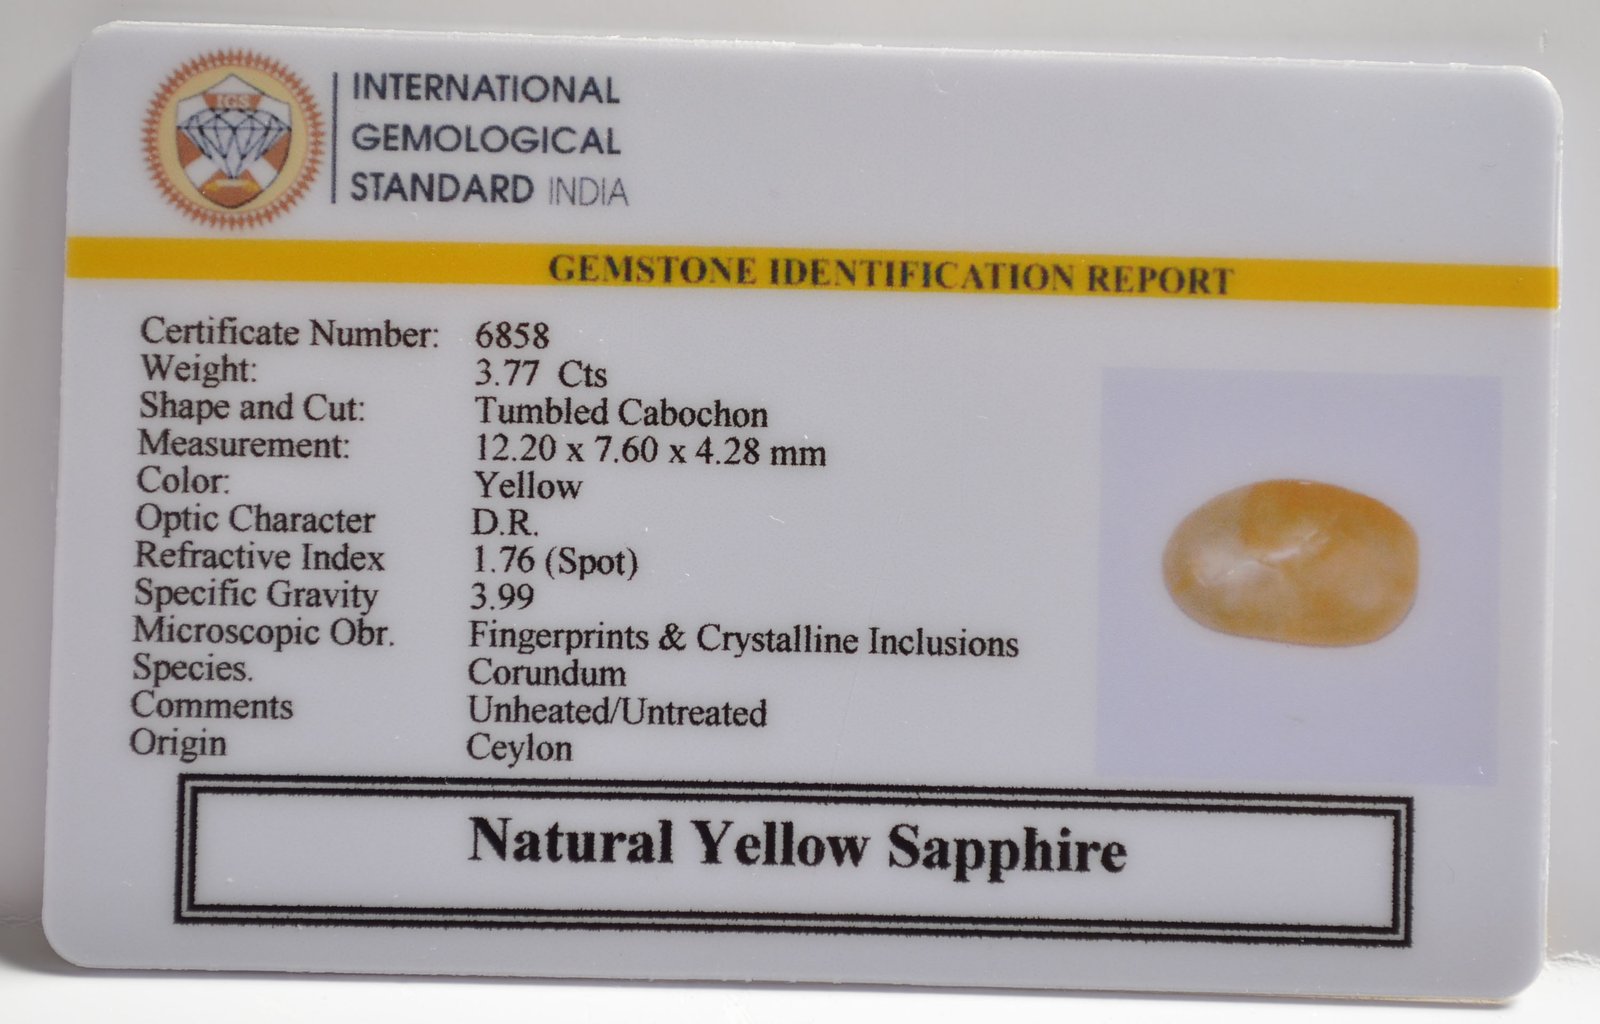 IGS
INTERNATIONAL
GEMOLOGICAL
STANDARD INDIA
GEMSTONE IDENTIFICATION REPORT
Certificate Number: 6858
Weight: 3.77 Cts
Shape and Cut: Tumbled Cabochon
Measurement: 12.20 x 7.60 x 4.28 mm
Color: Yellow
Optic Character D.R.
Refractive Index 1.76 (Spot)
Specific Gravity 3.99
Microscopic Obr. Fingerprints & Crystalline Inclusions
Species. Corundum
Comments Unheated/Untreated
Origin Ceylon
Natural Yellow Sapphire